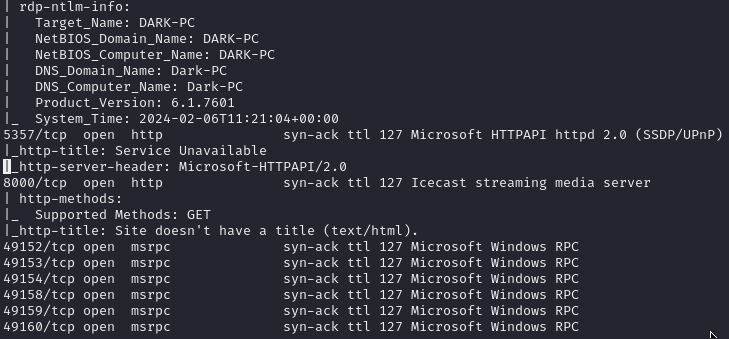 | rdp-ntlm-info:
|   Target_Name: DARK-PC
|   NetBIOS_Domain_Name: DARK-PC
|   NetBIOS_Computer_Name: DARK-PC
|   DNS_Domain_Name: Dark-PC
|   DNS_Computer_Name: Dark-PC
|   Product_Version: 6.1.7601
|_  System_Time: 2024-02-06T11:21:04+00:00
5357/tcp  open  http          syn-ack ttl 127 Microsoft HTTPAPI httpd 2.0 (SSDP/UPnP)
|_http-title: Service Unavailable
|_http-server-header: Microsoft-HTTPAPI/2.0
8000/tcp  open  http          syn-ack ttl 127 Icecast streaming media server
| http-methods:
|_  Supported Methods: GET
|_http-title: Site doesn't have a title (text/html).
49152/tcp open  msrpc         syn-ack ttl 127 Microsoft Windows RPC
49153/tcp open  msrpc         syn-ack ttl 127 Microsoft Windows RPC
49154/tcp open  msrpc         syn-ack ttl 127 Microsoft Windows RPC
49158/tcp open  msrpc         syn-ack ttl 127 Microsoft Windows RPC
49159/tcp open  msrpc         syn-ack ttl 127 Microsoft Windows RPC
49160/tcp open  msrpc         syn-ack ttl 127 Microsoft Windows RPC